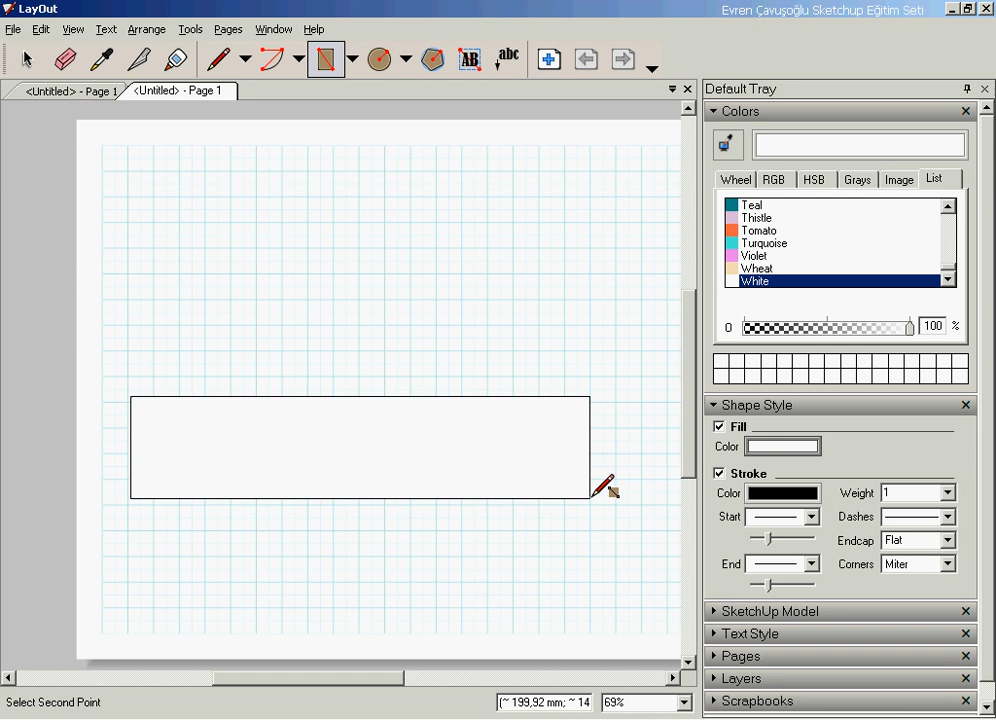 LayOut
Evren Çavuşoğlu Sketchup Eğitim Seti
File Edit View Text Arrange Tools Pages Window Help
AB abc
<Untitled> - Page 1
<Untitled> - Page 1
Default Tray
Colors
Wheel RGB HSB Grays Image List
Teal
Thistle
Tomato
Turquoise
Violet
Wheat
White
0 100 %
Shape Style
Fill
Color
Stroke
Color Weight 1
Start Dashes
Endcap Flat
End Corners Miter
SketchUp Model
Text Style
Pages
Layers
Scrapbooks
Select Second Point
(~ 199,92 mm; ~ 14
69%